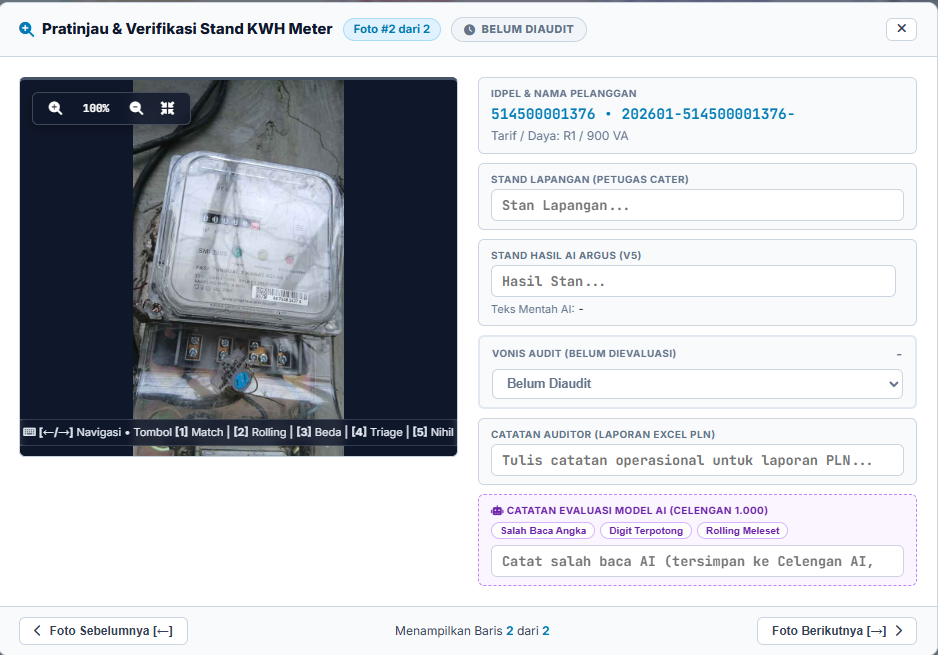 Pratinjau & Verifikasi Stand KWH Meter
Foto #2 dari 2
BELUM DIAUDIT
100%
[←/→] Navigasi • Tombol [1] Match | [2] Rolling | [3] Beda | [4] Triage | [5] Nihil
IDPEL & NAMA PELANGGAN
514500001376 • 202601-514500001376-
Tarif / Daya: R1 / 900 VA
STAND LAPANGAN (PETUGAS CATER)
Stan Lapangan...
STAND HASIL AI ARGUS (V5)
Hasil Stan...
Teks Mentah AI: -
VONIS AUDIT (BELUM DIEVALUASI)
-
Belum Diaudit
CATATAN AUDITOR (LAPORAN EXCEL PLN)
Tulis catatan operasional untuk laporan PLN...
CATATAN EVALUASI MODEL AI (CELENGAN 1.000)
Salah Baca Angka
Digit Terpotong
Rolling Meleset
Catat salah baca AI (tersimpan ke Celengan AI,
Foto Sebelumnya [←]
Menampilkan Baris 2 dari 2
Foto Berikutnya [→]